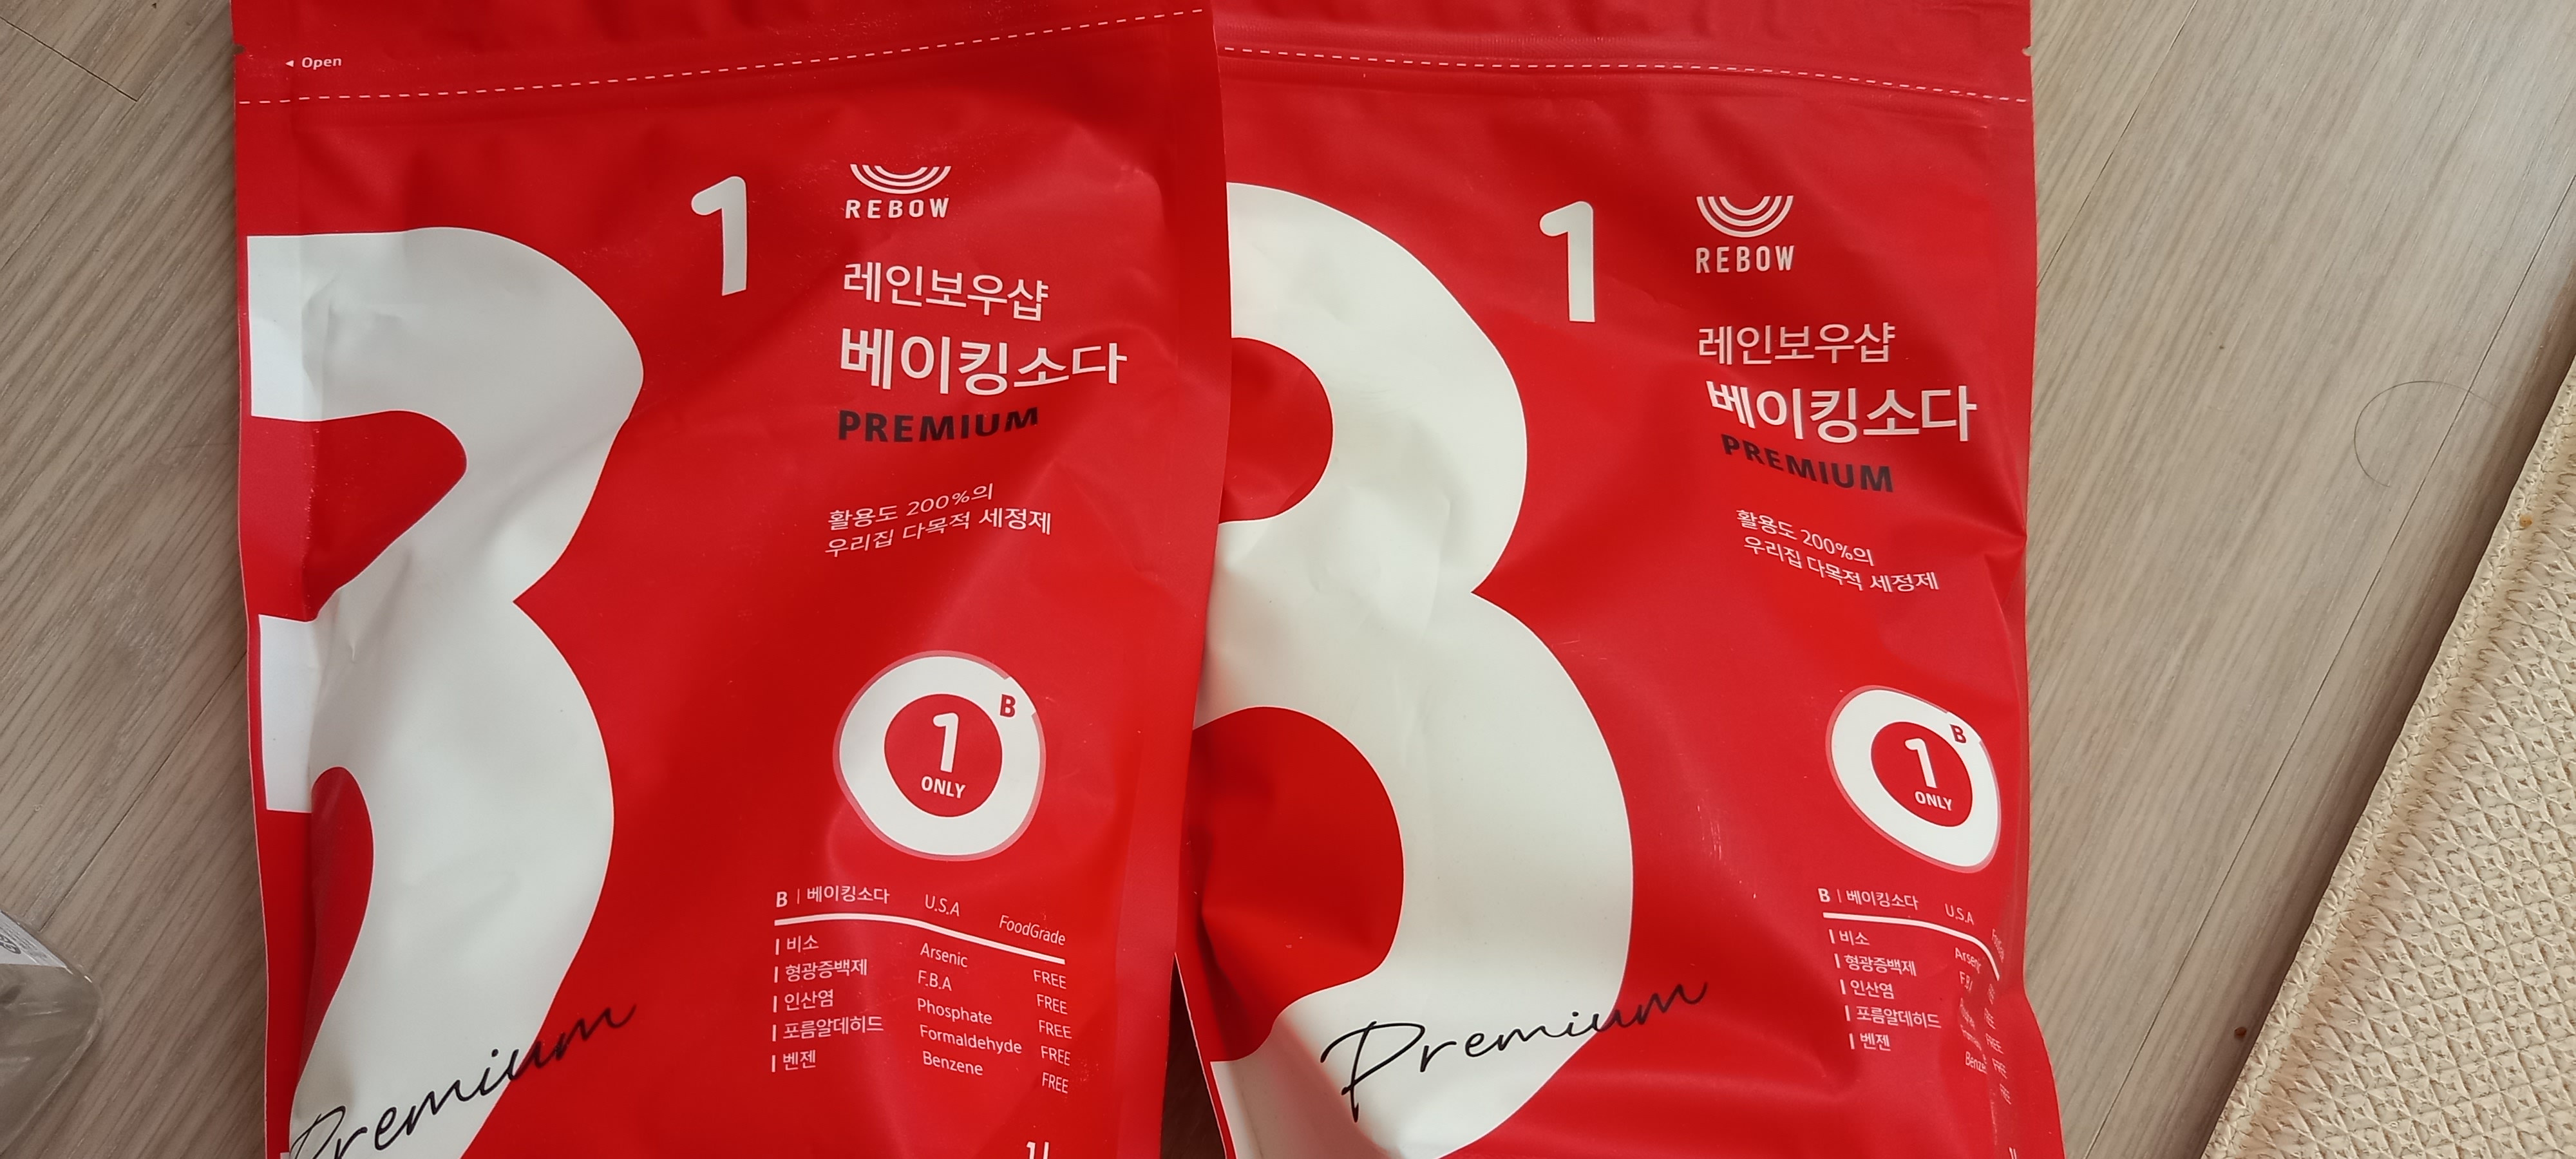 Open
B
1
REBOW
레인보우샵
베이킹소다
PREMIUM
활용도 200%의
우리집 다목적 세정제
B
1
ONLY
B | 베이킹소다 U.S.A FoodGrade
비소 Arsenic FREE
형광증백제 F.B.A FREE
인산염 Phosphate FREE
포름알데히드 Formaldehyde FREE
벤젠 Benzene FREE
Premium
B
1
REBOW
레인보우샵
베이킹소다
PREMIUM
활용도 200%의
우리집 다목적 세정제
B
1
ONLY
B | 베이킹소다 U.S.A
비소
형광증백제
인산염
포름알데히드
벤젠
Premium